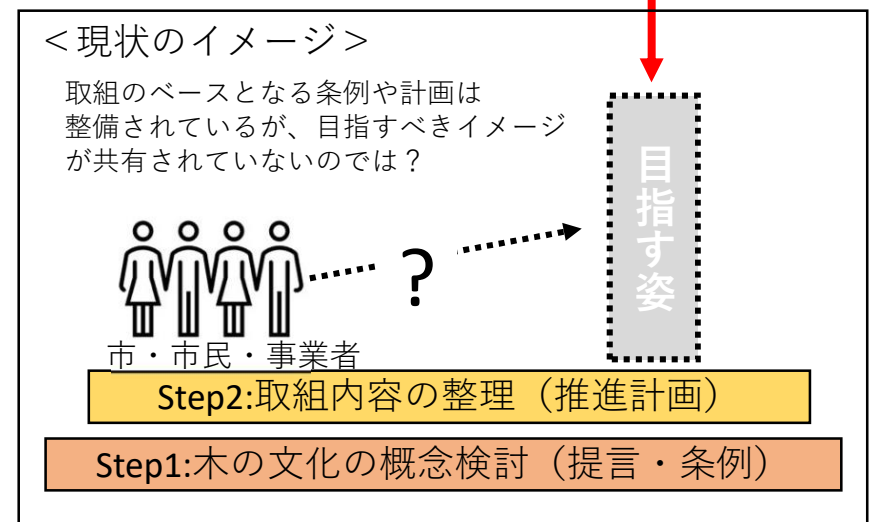 ＜現状のイメージ＞
取組のベースとなる条例や計画は
整備されているが、目指すべきイメージ
が共有されていないのでは？
目指す姿
?
市・市民・事業者
Step2:取組内容の整理（推進計画）
Step1:木の文化の概念検討（提言・条例）